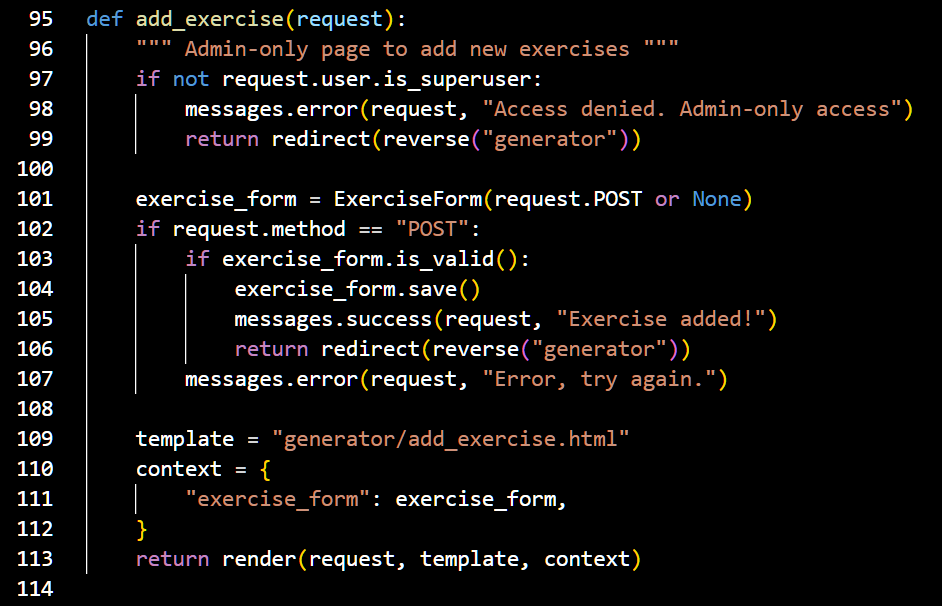 95 def add_exercise(request):
96     """ Admin-only page to add new exercises """
97     if not request.user.is_superuser:
98         messages.error(request, "Access denied. Admin-only access")
99         return redirect(reverse("generator"))
100
101     exercise_form = ExerciseForm(request.POST or None)
102     if request.method == "POST":
103         if exercise_form.is_valid():
104             exercise_form.save()
105             messages.success(request, "Exercise added!")
106             return redirect(reverse("generator"))
107         messages.error(request, "Error, try again.")
108
109     template = "generator/add_exercise.html"
110     context = {
111         "exercise_form": exercise_form,
112     }
113     return render(request, template, context)
114